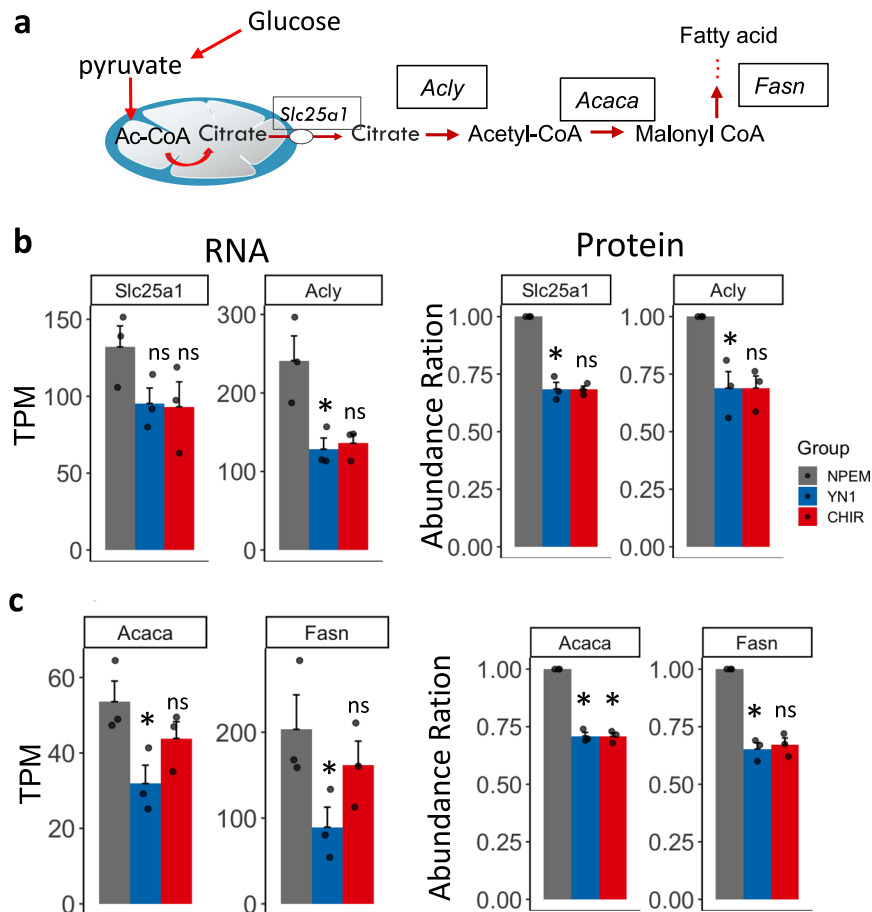 a
Glucose
pyruvate
Fatty acid
Slc25a1
Acly
Acaca
Fasn
Ac-CoA
Citrate
Citrate
Acetyl-CoA
Malonyl CoA
b
RNA
Protein
Slc25a1
Acly
Slc25a1
Acly
TPM
150
100
50
0
ns ns
300
200
100
0
* ns
Abundance Ration
1.00
0.75
0.50
0.25
0.00
* ns
1.00
0.75
0.50
0.25
0.00
* ns
Group
NPEM
YN1
CHIR
c
Acaca
Fasn
Acaca
Fasn
TPM
60
40
20
0
* ns
200
100
0
* ns
Abundance Ration
1.00
0.75
0.50
0.25
0.00
* *
1.00
0.75
0.50
0.25
0.00
* ns